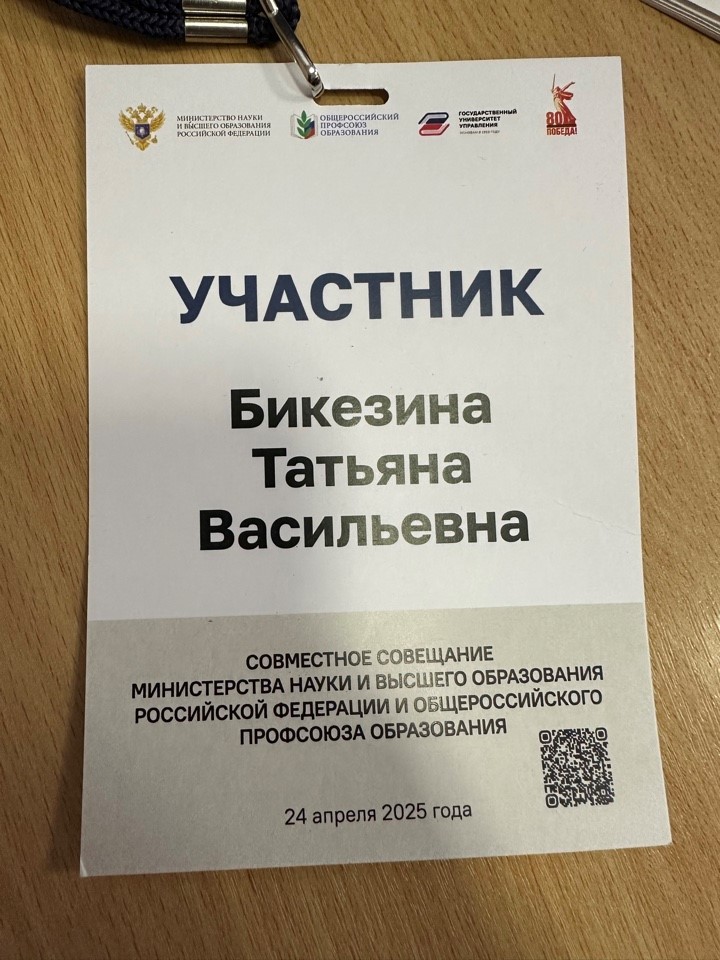 МИНИСТЕРСТВО НАУКИ
И ВЫСШЕГО ОБРАЗОВАНИЯ
РОССИЙСКОЙ ФЕДЕРАЦИИ
ОБЩЕРОССИЙСКИЙ
ПРОФСОЮЗ
ОБРАЗОВАНИЯ
ГОСУДАРСТВЕННЫЙ
УНИВЕРСИТЕТ
УПРАВЛЕНИЯ
80
ПОБЕДА!
УЧАСТНИК
Бикезина
Татьяна
Васильевна
СОВМЕСТНОЕ СОВЕЩАНИЕ
МИНИСТЕРСТВА НАУКИ И ВЫСШЕГО ОБРАЗОВАНИЯ
РОССИЙСКОЙ ФЕДЕРАЦИИ И ОБЩЕРОССИЙСКОГО
ПРОФСОЮЗА ОБРАЗОВАНИЯ
24 апреля 2025 года